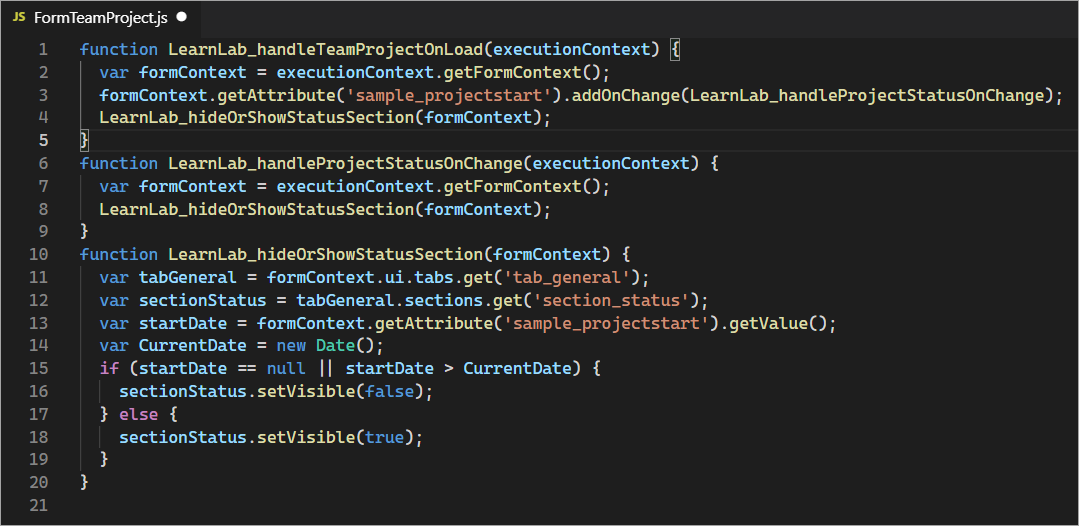 JS FormTeamProject.js
1 function LearnLab_handleTeamProjectOnLoad(executionContext) {
2   var formContext = executionContext.getFormContext();
3   formContext.getAttribute('sample_projectstart').addOnChange(LearnLab_handleProjectStatusOnChange);
4   LearnLab_hideOrShowStatusSection(formContext);
5 }
6 function LearnLab_handleProjectStatusOnChange(executionContext) {
7   var formContext = executionContext.getFormContext();
8   LearnLab_hideOrShowStatusSection(formContext);
9 }
10 function LearnLab_hideOrShowStatusSection(formContext) {
11   var tabGeneral = formContext.ui.tabs.get('tab_general');
12   var sectionStatus = tabGeneral.sections.get('section_status');
13   var startDate = formContext.getAttribute('sample_projectstart').getValue();
14   var CurrentDate = new Date();
15   if (startDate == null || startDate > CurrentDate) {
16     sectionStatus.setVisible(false);
17   } else {
18     sectionStatus.setVisible(true);
19   }
20 }
21